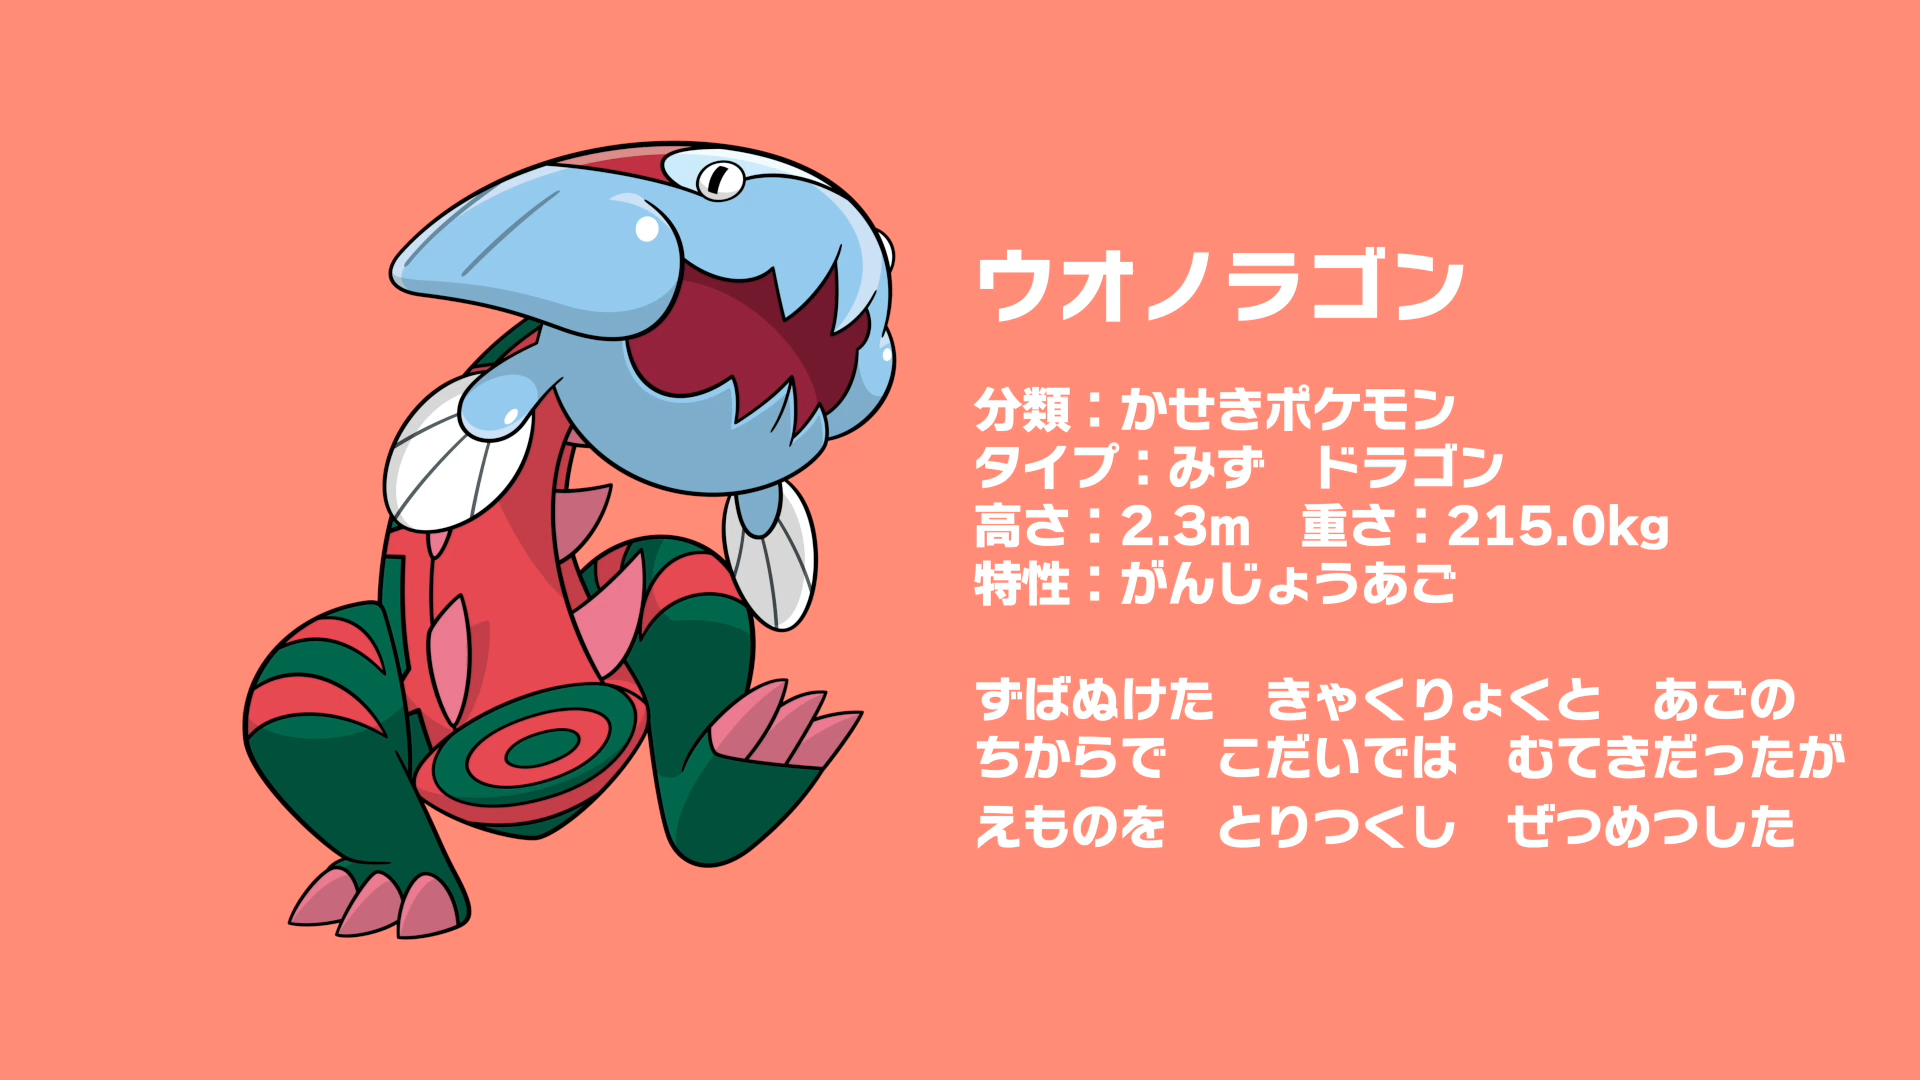 ウオノラゴン
分類：かせきポケモン
タイプ：みず　ドラゴン
高さ：2.3m　重さ：215.0kg
特性：がんじょうあご
ずばぬけた　きゃくりょくと　あごの
ちからで　こだいでは　むてきだったが
えものを　とりつくし　ぜつめつした